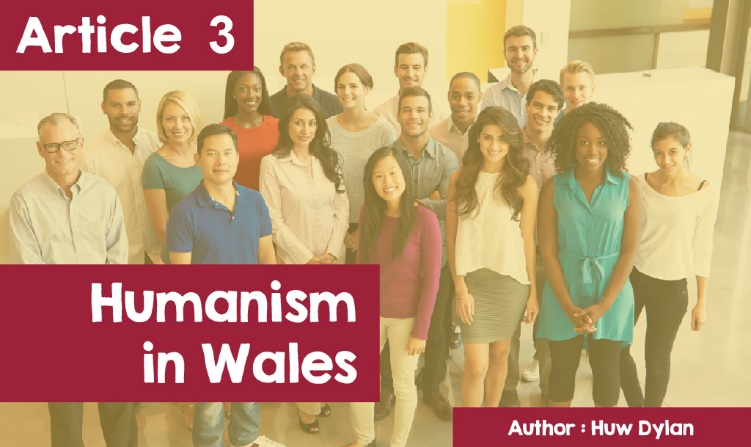 Article 3
Humanism
in Wales
Author : Huw Dylan